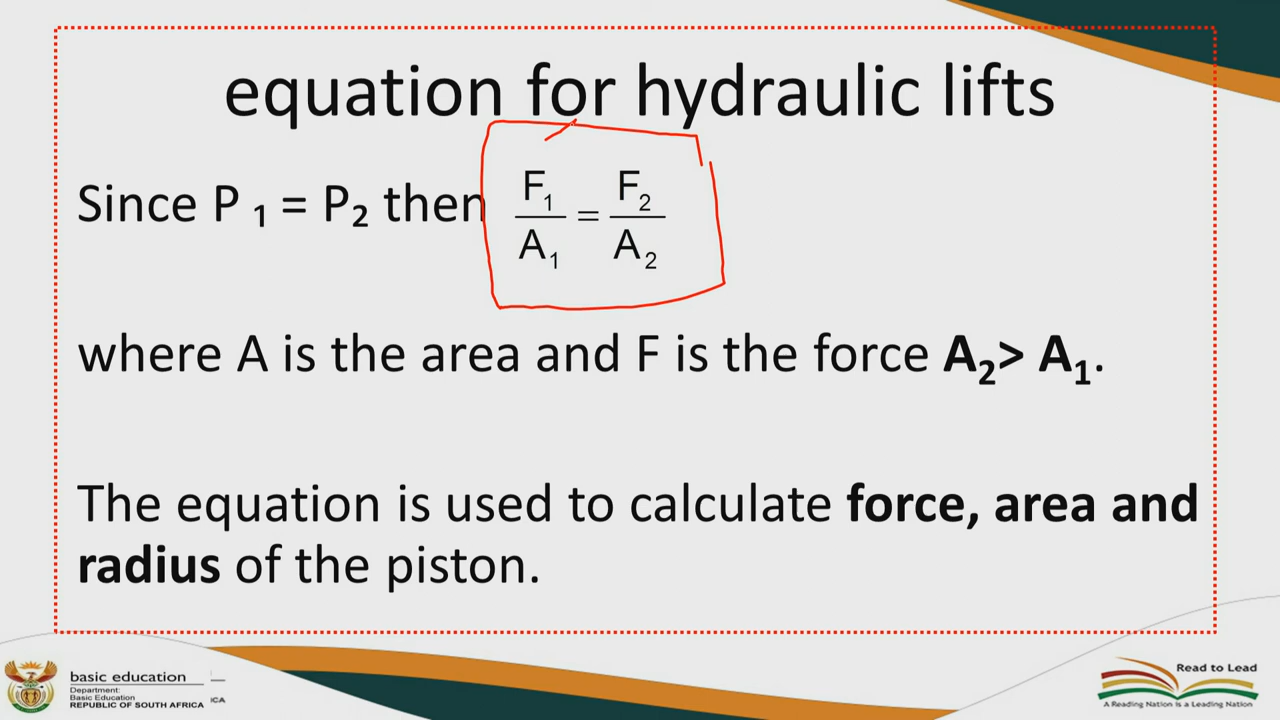 equation for hydraulic lifts
Since P ₁ = P₂ then F₁/A₁ = F₂/A₂
where A is the area and F is the force A₂> A₁.
The equation is used to calculate force, area and
radius of the piston.
basic education
Department:
Basic Education
REPUBLIC OF SOUTH AFRICA
ICA
Read to Lead
A Reading Nation is a Leading Nation